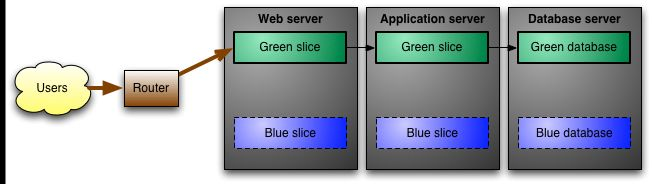 Web server
Application server
Database server
Green slice
Green slice
Green database
Users
Router
Blue slice
Blue slice
Blue database